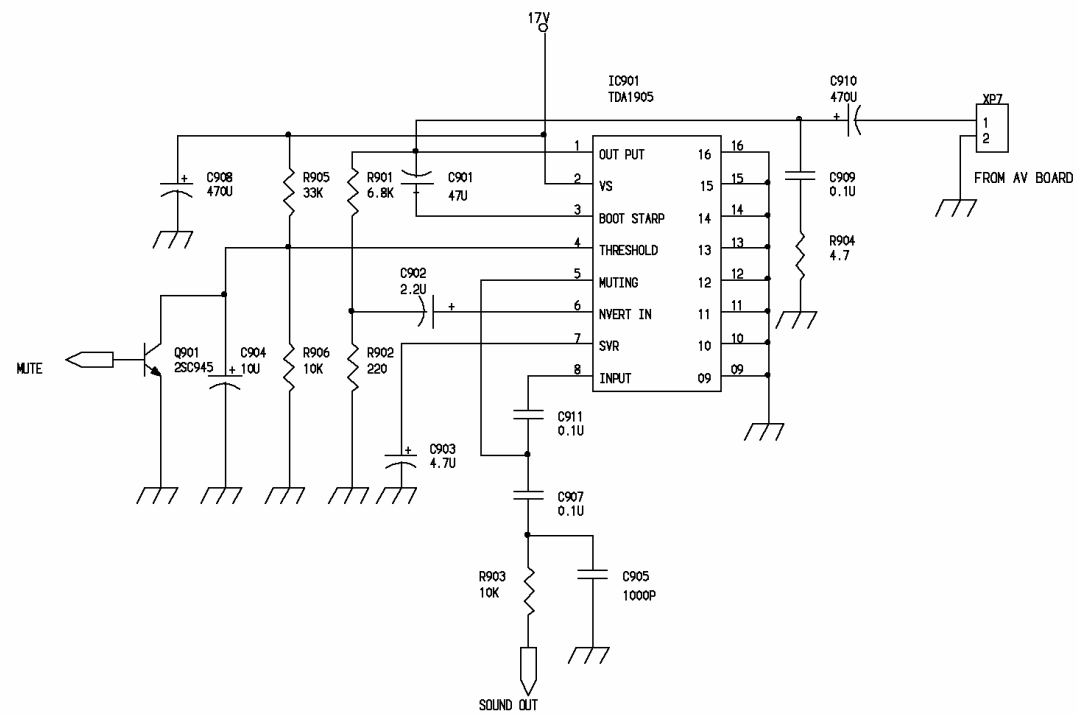 17V
IC901
TDA1905
C910
470U
+
XP7
1
2
FROM AV BOARD
C908
470U
+
R905
33K
R901
6.8K
C901
47U
+
1
OUT PUT
16
16
2
VS
15
15
3
BOOT STARP
14
14
4
THRESHOLD
13
13
5
MUTING
12
12
6
NVERT IN
11
11
7
SVR
10
10
8
INPUT
09
09
C909
0.1U
R904
4.7
C902
2.2U
+
MUTE
Q901
2SC945
C904
10U
+
R906
10K
R902
220
C903
4.7U
+
C911
0.1U
C907
0.1U
R903
10K
C905
1000P
SOUND OUT